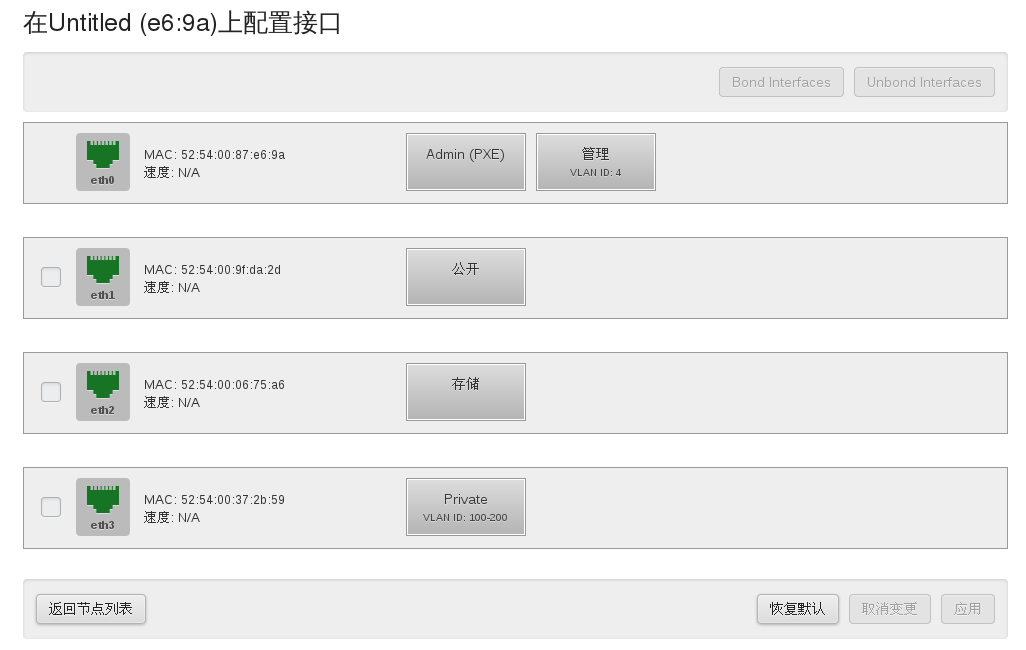 在Untitled (e6:9a)上配置接口
Bond Interfaces
Unbond Interfaces
eth0
MAC: 52:54:00:87:e6:9a
速度: N/A
Admin (PXE)
管理
VLAN ID: 4
eth1
MAC: 52:54:00:9f:da:2d
速度: N/A
公开
eth2
MAC: 52:54:00:06:75:a6
速度: N/A
存储
eth3
MAC: 52:54:00:37:2b:59
速度: N/A
Private
VLAN ID: 100-200
返回节点列表
恢复默认
取消变更
应用